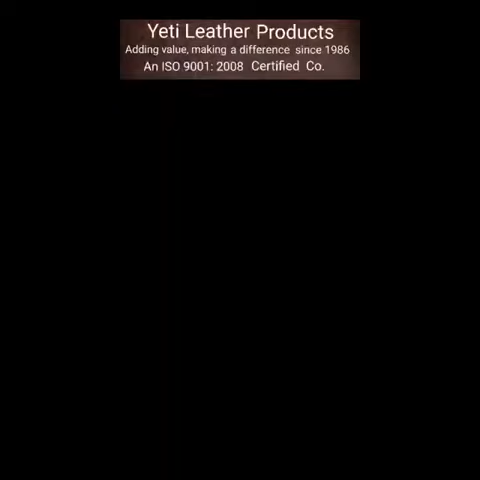 Yeti Leather Products
Adding value, making a difference since 1986
An ISO 9001: 2008 Certified Co.